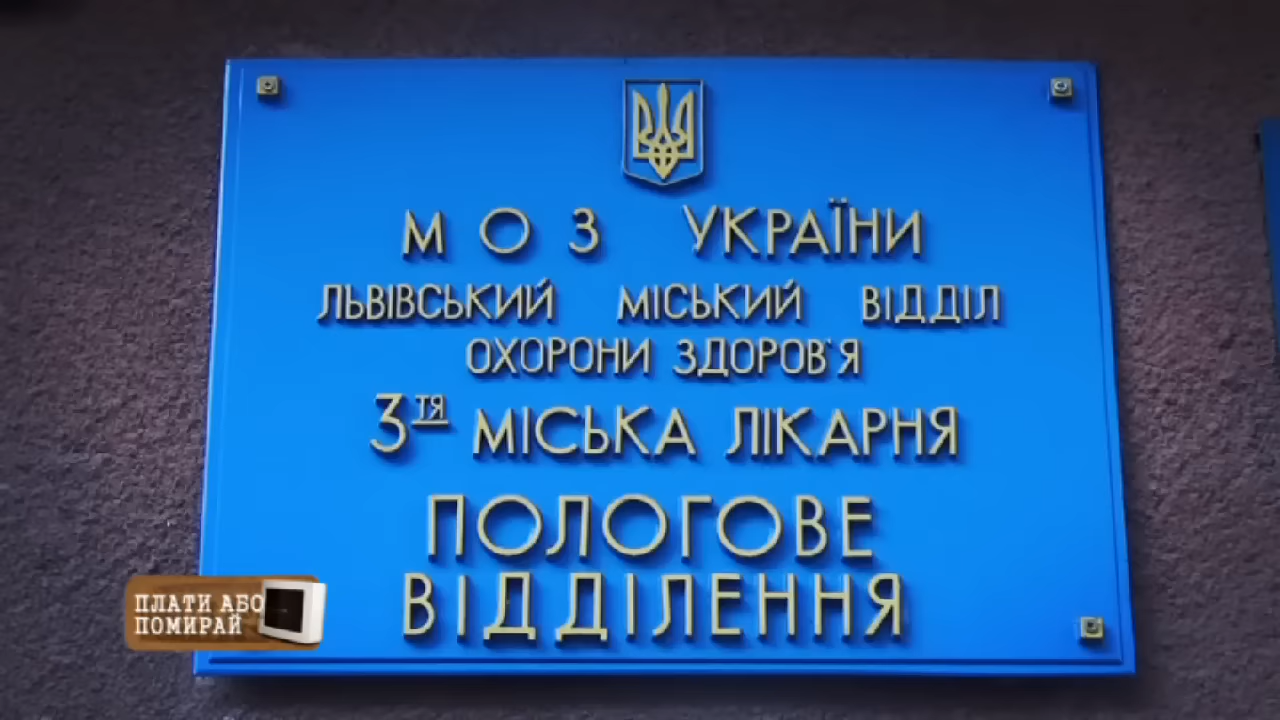 М О З УКРАЇНИ
ЛЬВІВСЬКИЙ МІСЬКИЙ ВІДДІЛ
ОХОРОНИ ЗДОРОВ'Я
3тя МІСЬКА ЛІКАРНЯ
ПОЛОГОВЕ
ВІДДІЛЕННЯ
ПЛАТИ АБО
ПОМИРАЙ